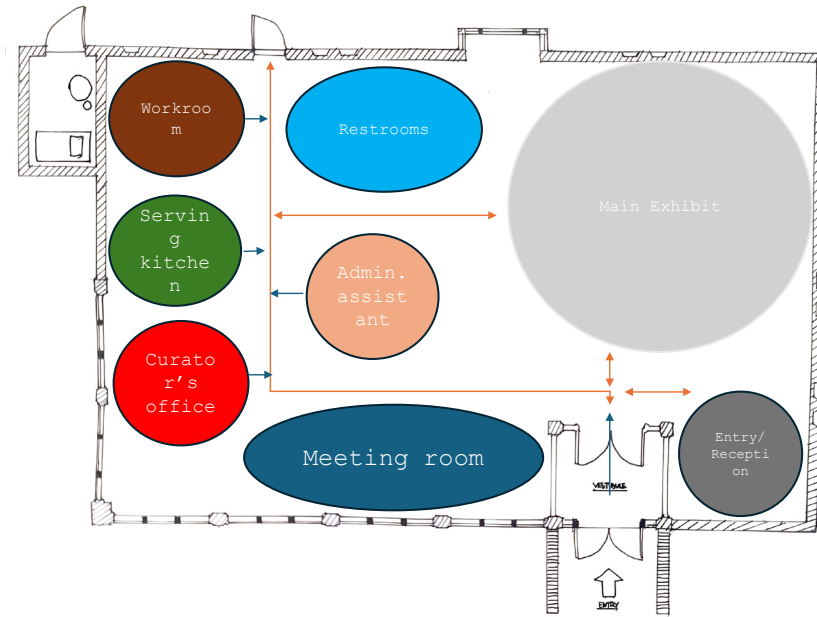 Workroo
m
Restrooms
Main Exhibit
Servin
g
kitche
n
Admin.
assist
ant
Curato
r’s
office
Meeting room
Entry/
Recepti
on
VESTIBULE
ENTRY